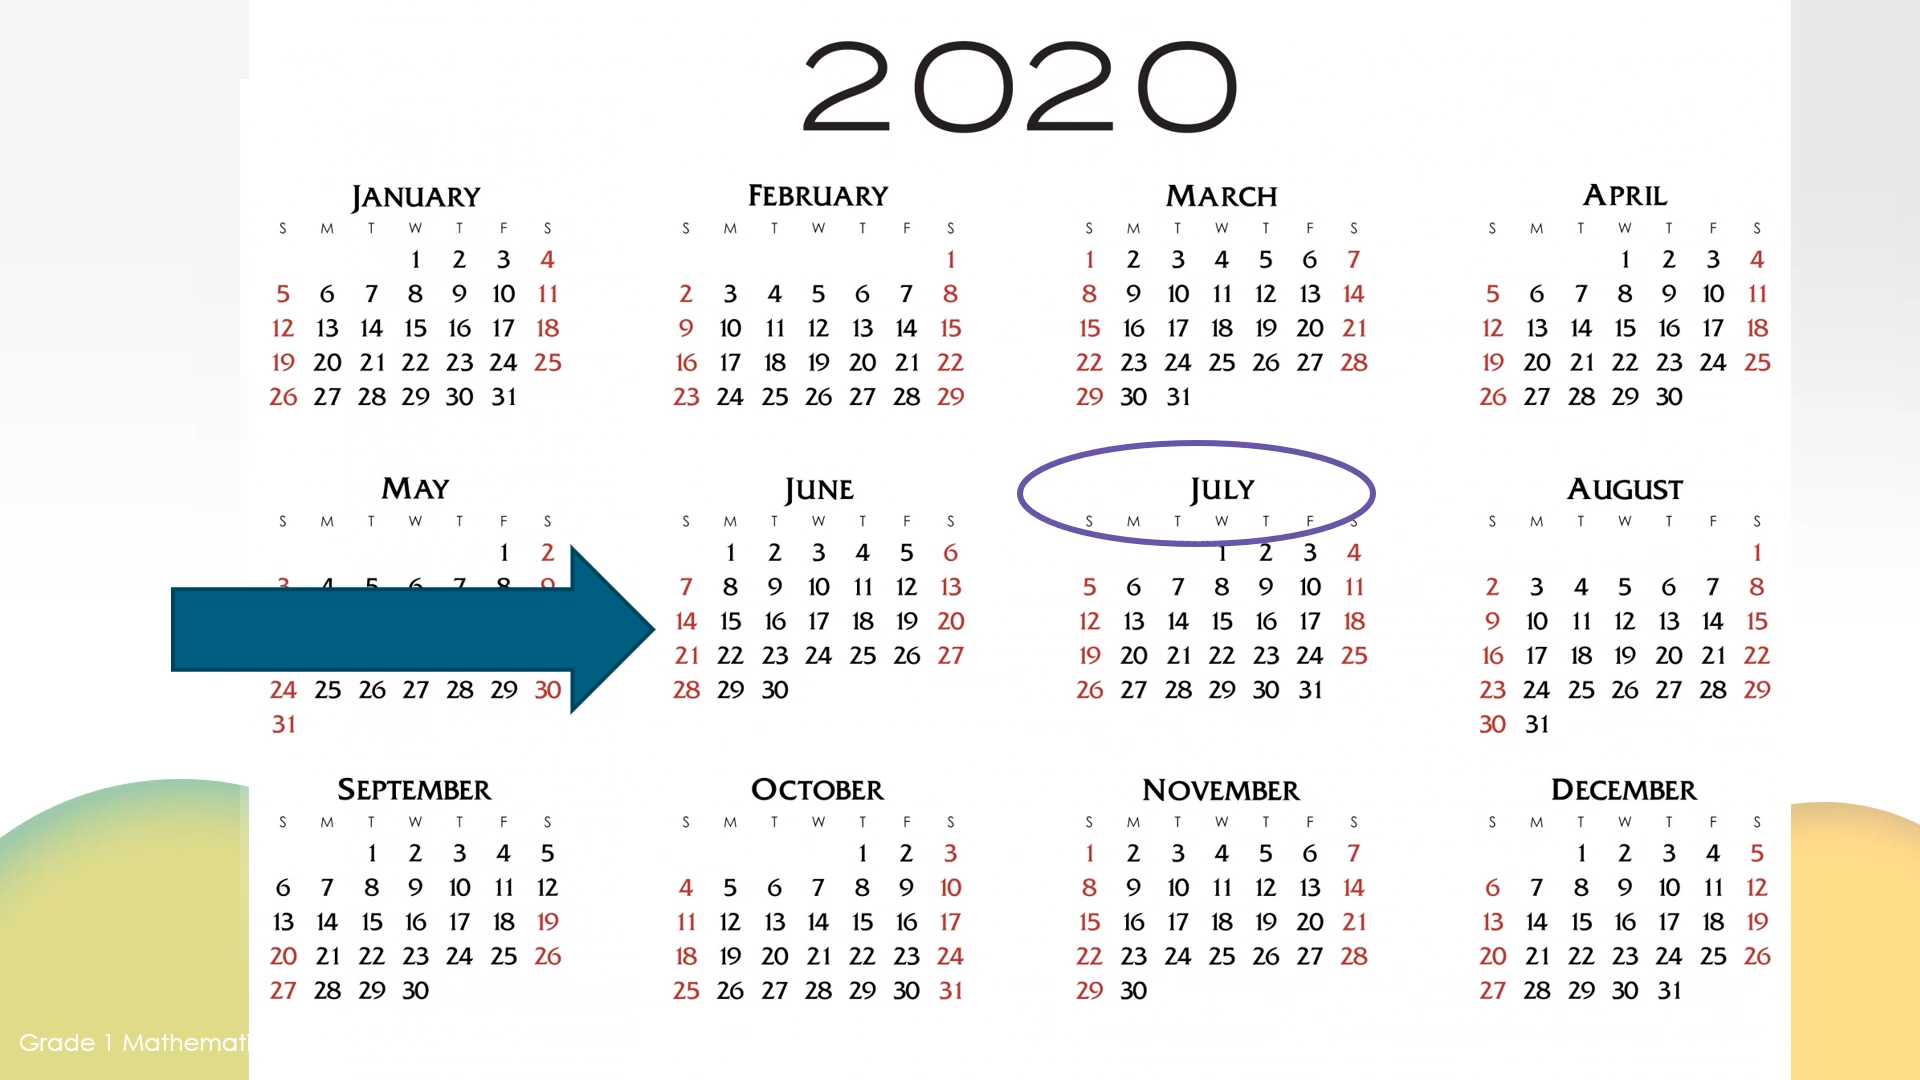 2020
JANUARY
S M T W T F S
1 2 3 4
5 6 7 8 9 10 11
12 13 14 15 16 17 18
19 20 21 22 23 24 25
26 27 28 29 30 31
FEBRUARY
S M T W T F S
1
2 3 4 5 6 7 8
9 10 11 12 13 14 15
16 17 18 19 20 21 22
23 24 25 26 27 28 29
MARCH
S M T W T F S
1 2 3 4 5 6 7
8 9 10 11 12 13 14
15 16 17 18 19 20 21
22 23 24 25 26 27 28
29 30 31
APRIL
S M T W T F S
1 2 3 4
5 6 7 8 9 10 11
12 13 14 15 16 17 18
19 20 21 22 23 24 25
26 27 28 29 30
MAY
S M T W T F S
1 2
3 4 5 6 7 8 9
24 25 26 27 28 29 30
31
JUNE
S M T W T F S
1 2 3 4 5 6
7 8 9 10 11 12 13
14 15 16 17 18 19 20
21 22 23 24 25 26 27
28 29 30
JULY
S M T W T F S
1 2 3 4
5 6 7 8 9 10 11
12 13 14 15 16 17 18
19 20 21 22 23 24 25
26 27 28 29 30 31
AUGUST
S M T W T F S
1
2 3 4 5 6 7 8
9 10 11 12 13 14 15
16 17 18 19 20 21 22
23 24 25 26 27 28 29
30 31
SEPTEMBER
S M T W T F S
1 2 3 4 5
6 7 8 9 10 11 12
13 14 15 16 17 18 19
20 21 22 23 24 25 26
27 28 29 30
OCTOBER
S M T W T F S
1 2 3
4 5 6 7 8 9 10
11 12 13 14 15 16 17
18 19 20 21 22 23 24
25 26 27 28 29 30 31
NOVEMBER
S M T W T F S
1 2 3 4 5 6 7
8 9 10 11 12 13 14
15 16 17 18 19 20 21
22 23 24 25 26 27 28
29 30
DECEMBER
S M T W T F S
1 2 3 4 5
6 7 8 9 10 11 12
13 14 15 16 17 18 19
20 21 22 23 24 25 26
27 28 29 30 31
Grade 1 Mathemati